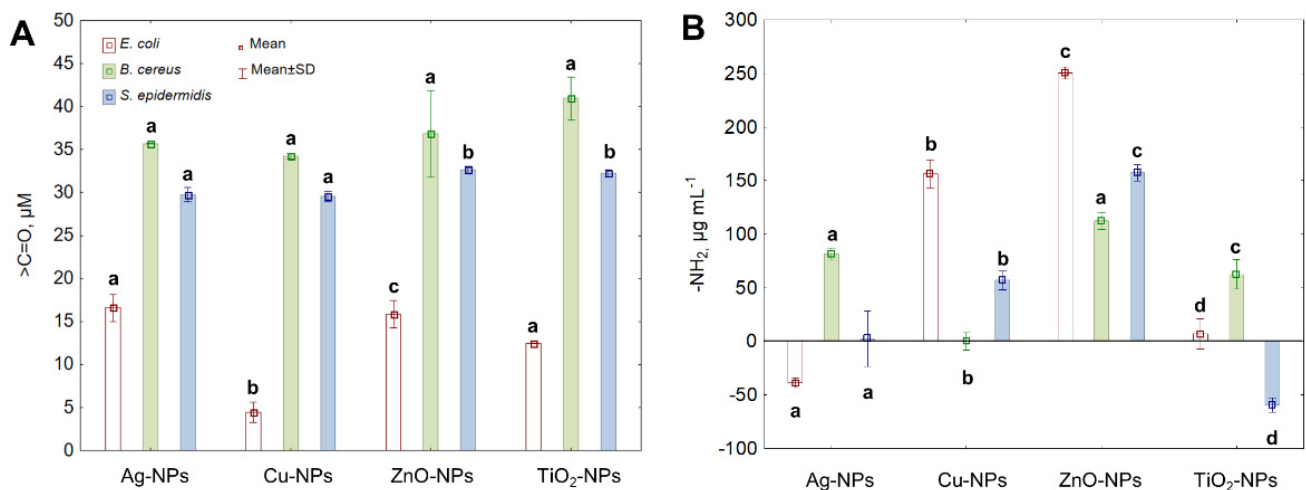 A
>C=O, µM
50
45
40
35
30
25
20
15
10
5
0
E. coli
B. cereus
S. epidermidis
Mean
Mean±SD
a a a
b a a
c a b
a a b
Ag-NPs Cu-NPs ZnO-NPs TiO₂-NPs
B
-NH₂, µg mL⁻¹
300
250
200
150
100
50
0
-50
-100
a a a
b b b
c a c
d c d
Ag-NPs Cu-NPs ZnO-NPs TiO₂-NPs